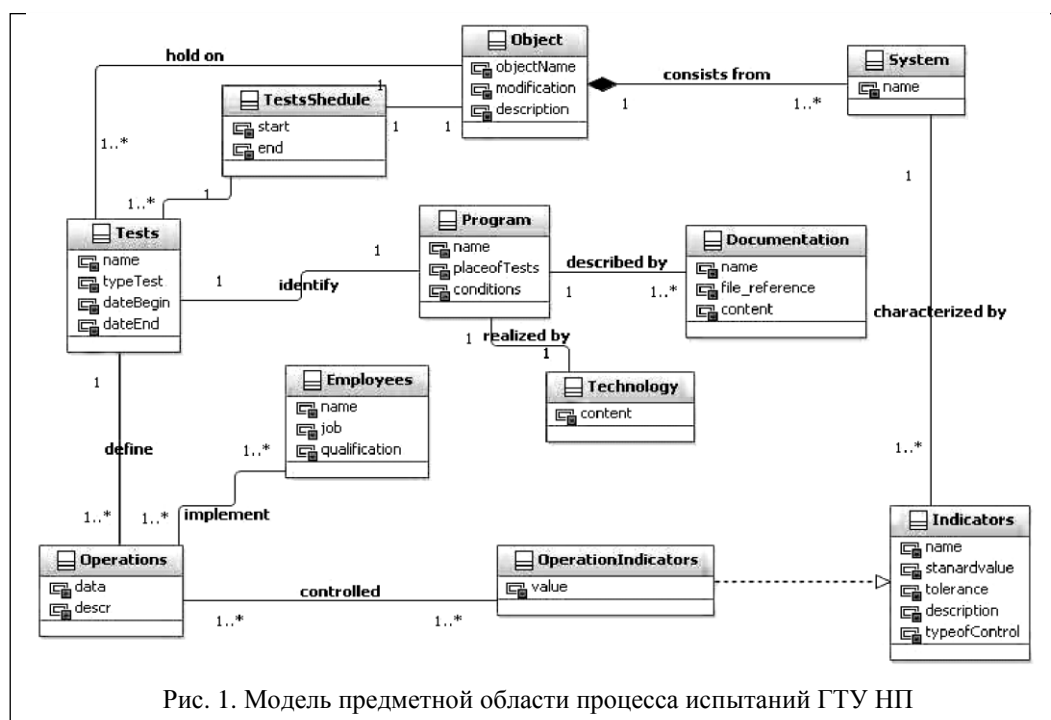 Object
objectName
modification
description
System
name
hold on
consists from
1
1..*
1
TestsShedule
start
end
1
1
1..*
1
1..*
1
Tests
name
typeTest
dateBegin
dateEnd
Program
name
placeofTests
conditions
Documentation
name
file_reference
content
1
1
identify
described by
1
1..*
characterized by
realized by
1
1
Technology
content
1
Employees
name
job
qualification
define
1..*
implement
1..*
1..*
1..*
Operations
data
descr
controlled
1..*
1..*
OperationIndicators
value
Indicators
name
stanardvalue
tolerance
description
typeofControl
Рис. 1. Модель предметной области процесса испытаний ГТУ НП